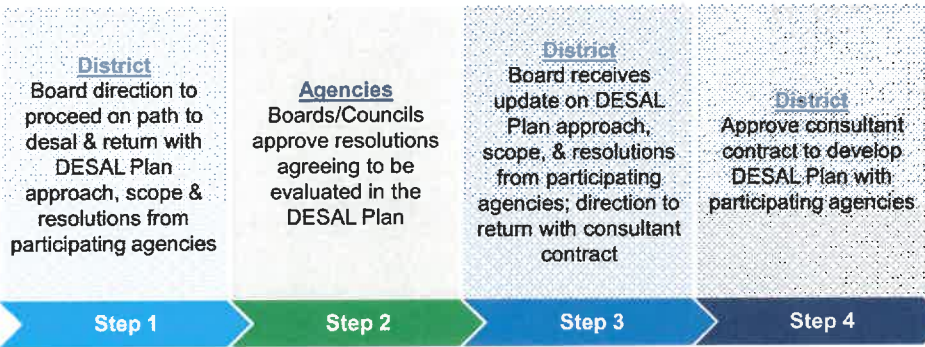 District
Board direction to
proceed on path to
desal & return with
DESAL Plan
approach, scope &
resolutions from
participating agencies
Step 1
Agencies
Boards/Councils
approve resolutions
agreeing to be
evaluated in the
DESAL Plan
Step 2
District
Board receives
update on DESAL
Plan approach,
scope, & resolutions
from participating
agencies; direction to
return with consultant
contract
Step 3
District
Approve consultant
contract to develop
DESAL Plan with
participating agencies
Step 4